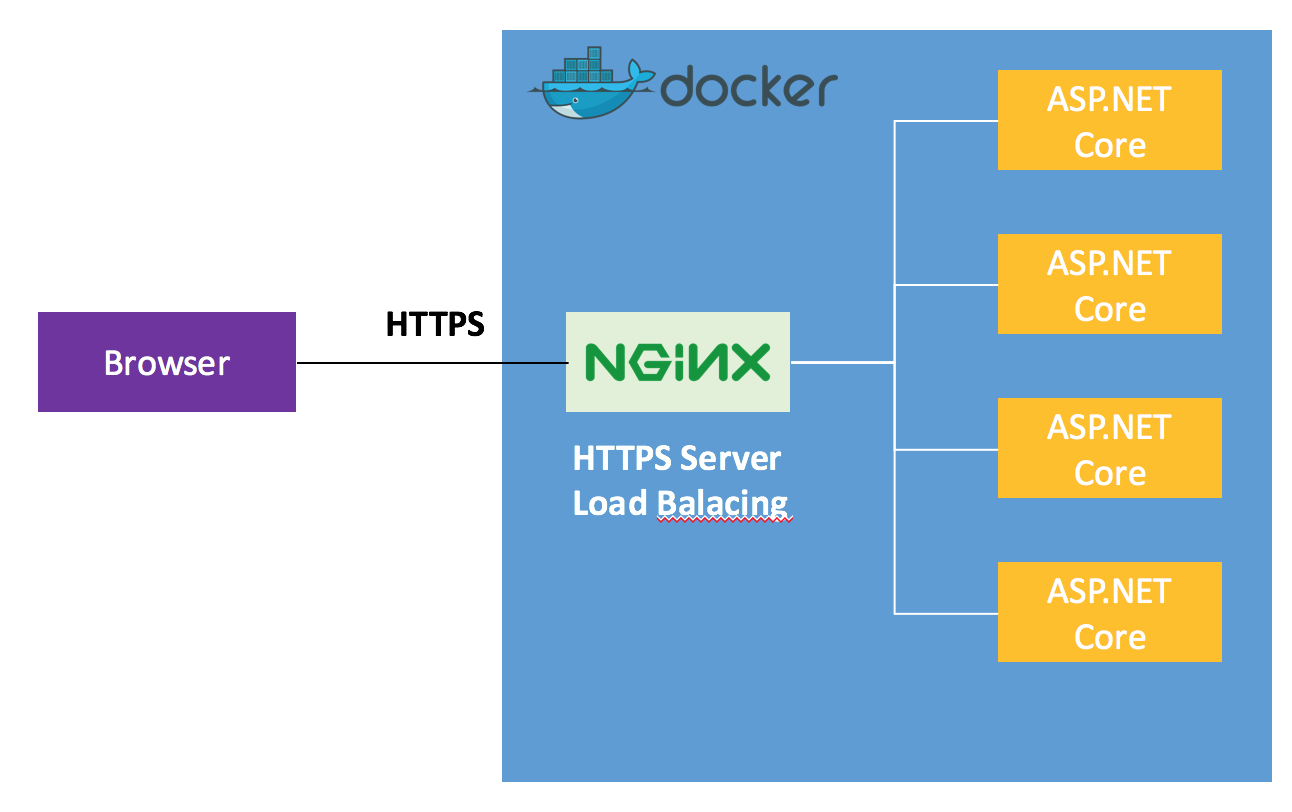 docker
ASP.NET
Core
ASP.NET
Core
HTTPS
Browser
NGINX
HTTPS Server
Load Balacing
ASP.NET
Core
ASP.NET
Core